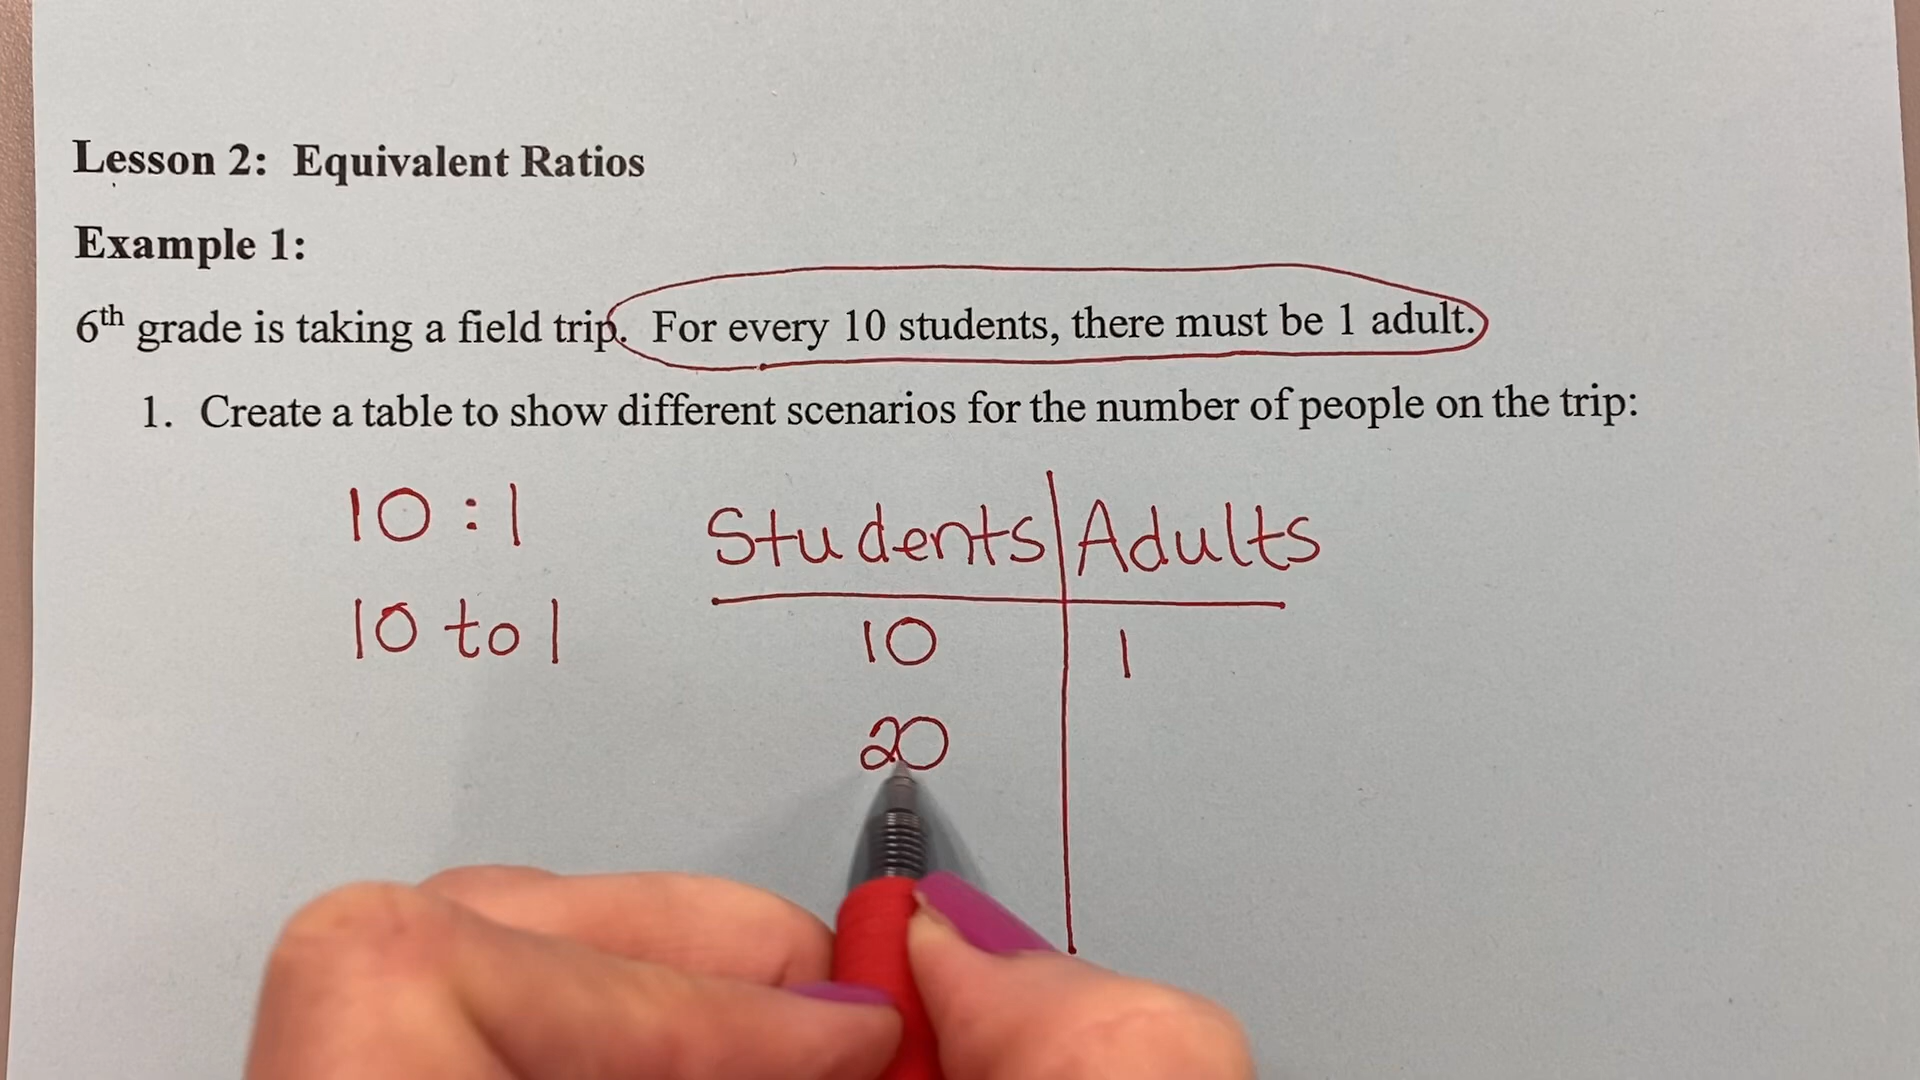 Lesson 2: Equivalent Ratios
Example 1:
6th grade is taking a field trip. For every 10 students, there must be 1 adult.
1. Create a table to show different scenarios for the number of people on the trip:
10 : 1
10 to 1
Students Adults
10 1
20